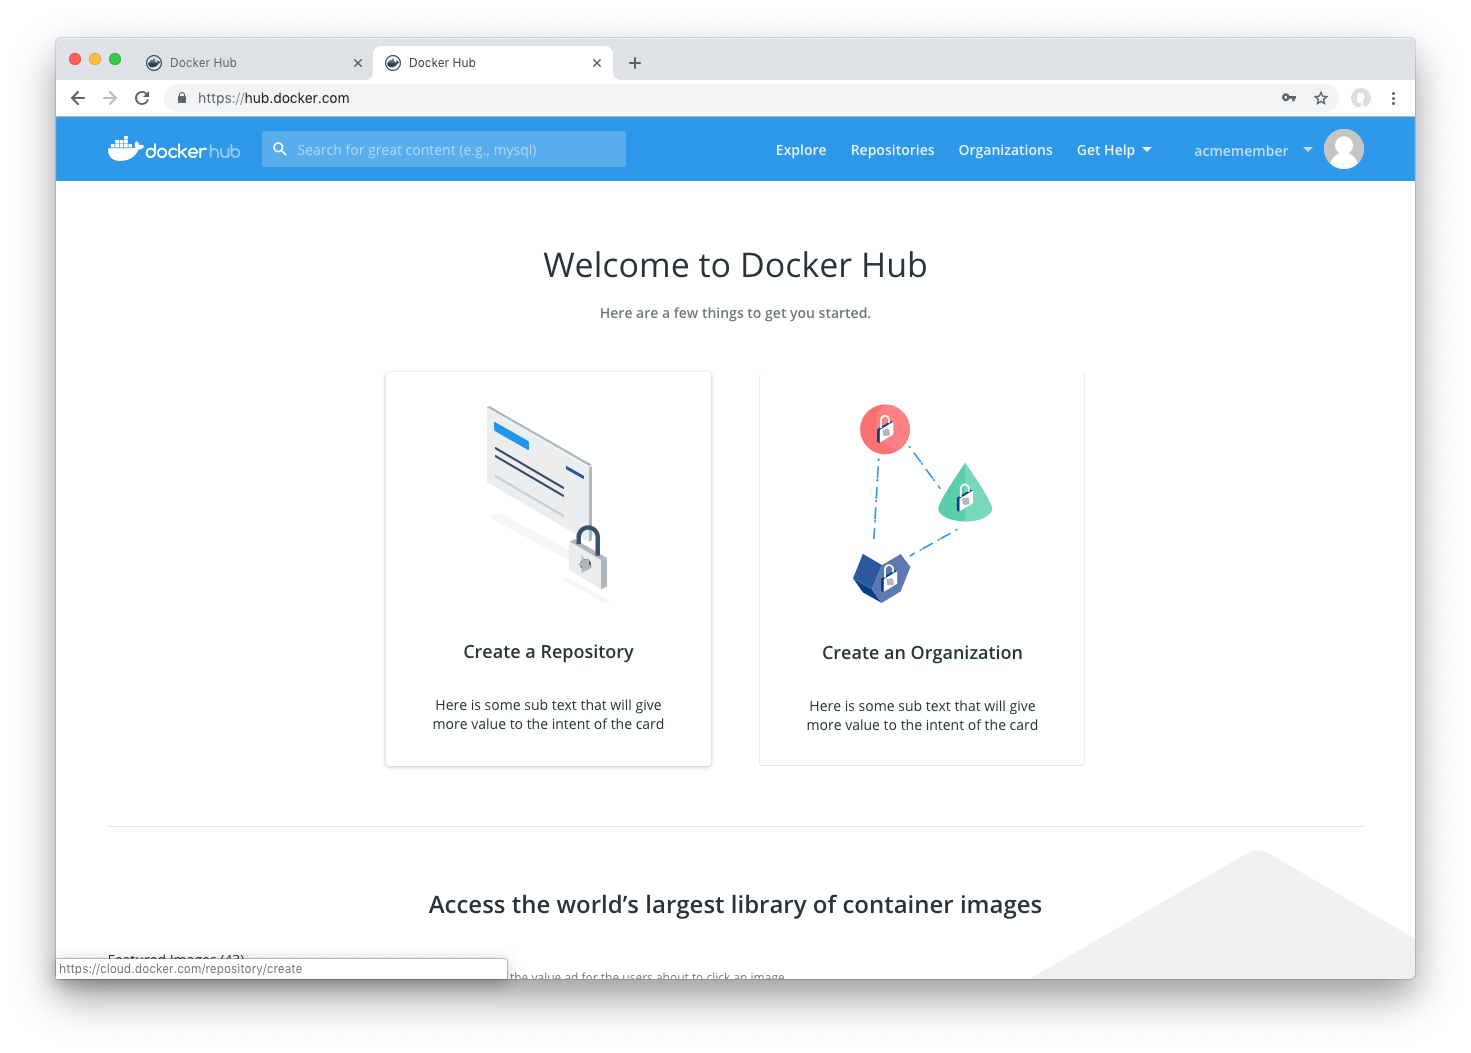 Docker Hub
Docker Hub
https://hub.docker.com
dockerhub
Search for great content (e.g., mysql)
Explore
Repositories
Organizations
Get Help
acmemember
Welcome to Docker Hub
Here are a few things to get you started.
Create a Repository
Here is some sub text that will give
more value to the intent of the card
Create an Organization
Here is some sub text that will give
more value to the intent of the card
Access the world's largest library of container images
Featured Images (43)
the value ad for the users about to click an image
https://cloud.docker.com/repository/create